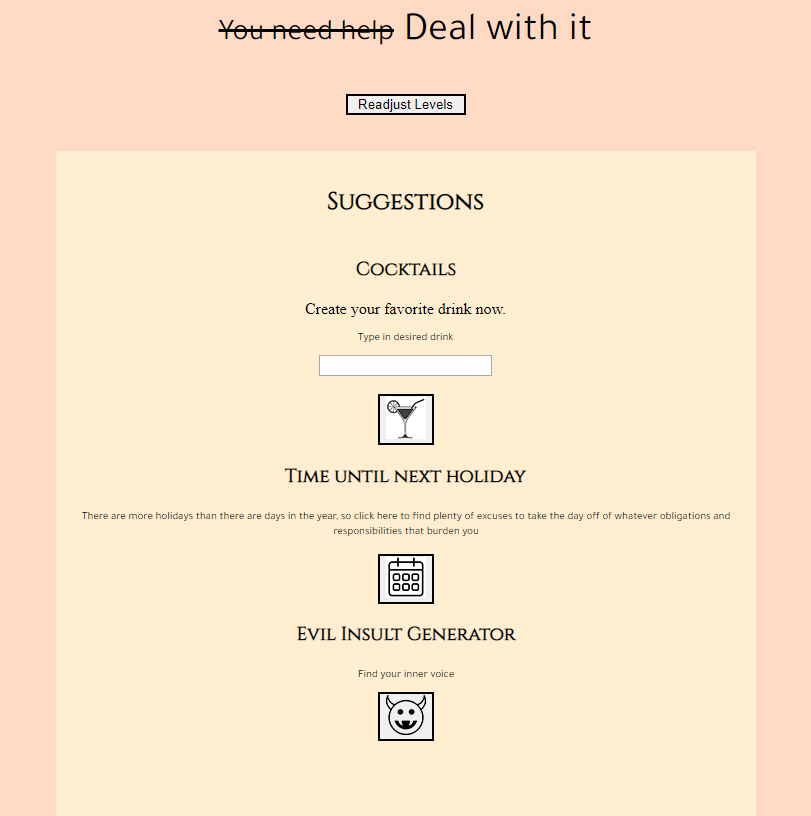 You need help Deal with it
Readjust Levels
Suggestions
Cocktails
Create your favorite drink now.
Type in desired drink
Time until next holiday
There are more holidays than there are days in the year, so click here to find plenty of excuses to take the day off of whatever obligations and
responsibilities that burden you
Evil Insult Generator
Find your inner voice